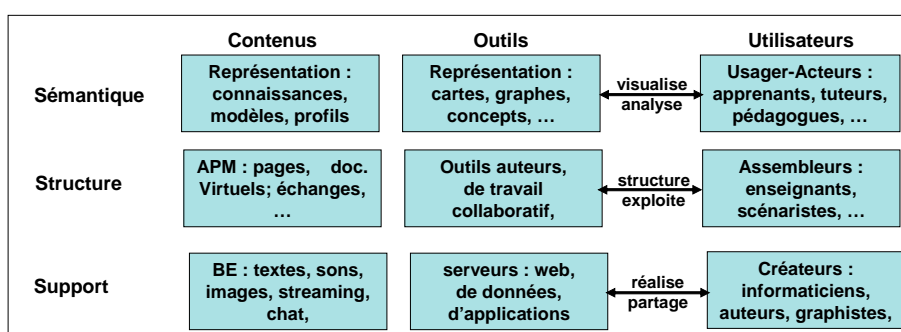 Contenus Outils Utilisateurs
Sémantique
Représentation :
connaissances,
modèles, profils
Représentation :
cartes, graphes,
concepts, …
visualise
analyse
Usager-Acteurs :
apprenants, tuteurs,
pédagogues, …
Structure
APM : pages, doc.
Virtuels; échanges,
…
Outils auteurs,
de travail
collaboratif,
structure
exploite
Assembleurs :
enseignants,
scénaristes, …
Support
BE : textes, sons,
images, streaming,
chat,
serveurs : web,
de données,
d’applications
réalise
partage
Créateurs :
informaticiens,
auteurs, graphistes,